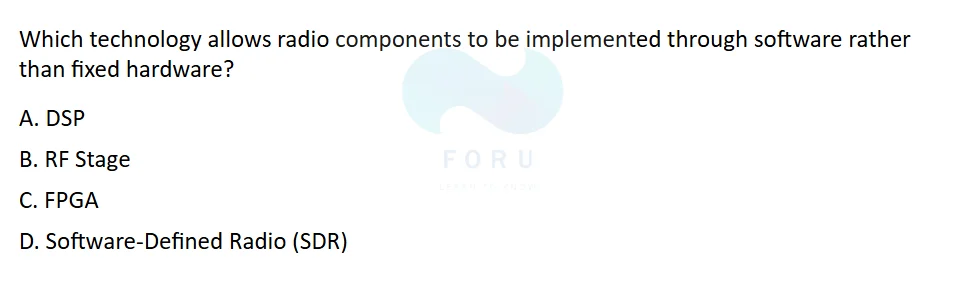 Which technology allows radio components to be implemented through software rather
than fixed hardware?
A. DSP
B. RF Stage
C. FPGA
D. Software-Defined Radio (SDR)
FORU